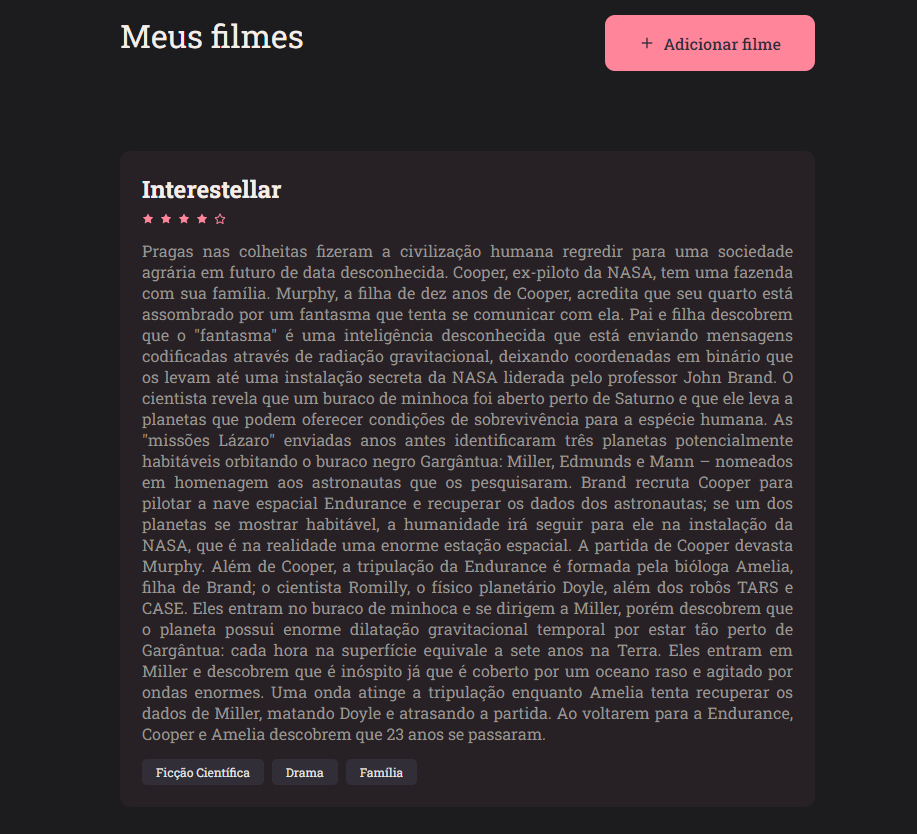 Meus filmes
+ Adicionar filme
Interestellar
Pragas nas colheitas fizeram a civilização humana regredir para uma sociedade
agrária em futuro de data desconhecida. Cooper, ex-piloto da NASA, tem uma fazenda
com sua família. Murphy, a filha de dez anos de Cooper, acredita que seu quarto está
assombrado por um fantasma que tenta se comunicar com ela. Pai e filha descobrem
que o "fantasma" é uma inteligência desconhecida que está enviando mensagens
codificadas através de radiação gravitacional, deixando coordenadas em binário que
os levam até uma instalação secreta da NASA liderada pelo professor John Brand. O
cientista revela que um buraco de minhoca foi aberto perto de Saturno e que ele leva a
planetas que podem oferecer condições de sobrevivência para a espécie humana. As
"missões Lázaro" enviadas anos antes identificaram três planetas potencialmente
habitáveis orbitando o buraco negro Gargântua: Miller, Edmunds e Mann – nomeados
em homenagem aos astronautas que os pesquisaram. Brand recruta Cooper para
pilotar a nave espacial Endurance e recuperar os dados dos astronautas; se um dos
planetas se mostrar habitável, a humanidade irá seguir para ele na instalação da
NASA, que é na realidade uma enorme estação espacial. A partida de Cooper devasta
Murphy. Além de Cooper, a tripulação da Endurance é formada pela bióloga Amelia,
filha de Brand; o cientista Romilly, o físico planetário Doyle, além dos robôs TARS e
CASE. Eles entram no buraco de minhoca e se dirigem a Miller, porém descobrem que
o planeta possui enorme dilatação gravitacional temporal por estar tão perto de
Gargântua: cada hora na superfície equivale a sete anos na Terra. Eles entram em
Miller e descobrem que é inóspito já que é coberto por um oceano raso e agitado por
ondas enormes. Uma onda atinge a tripulação enquanto Amelia tenta recuperar os
dados de Miller, matando Doyle e atrasando a partida. Ao voltarem para a Endurance,
Cooper e Amelia descobrem que 23 anos se passaram.
Ficção Científica Drama Família